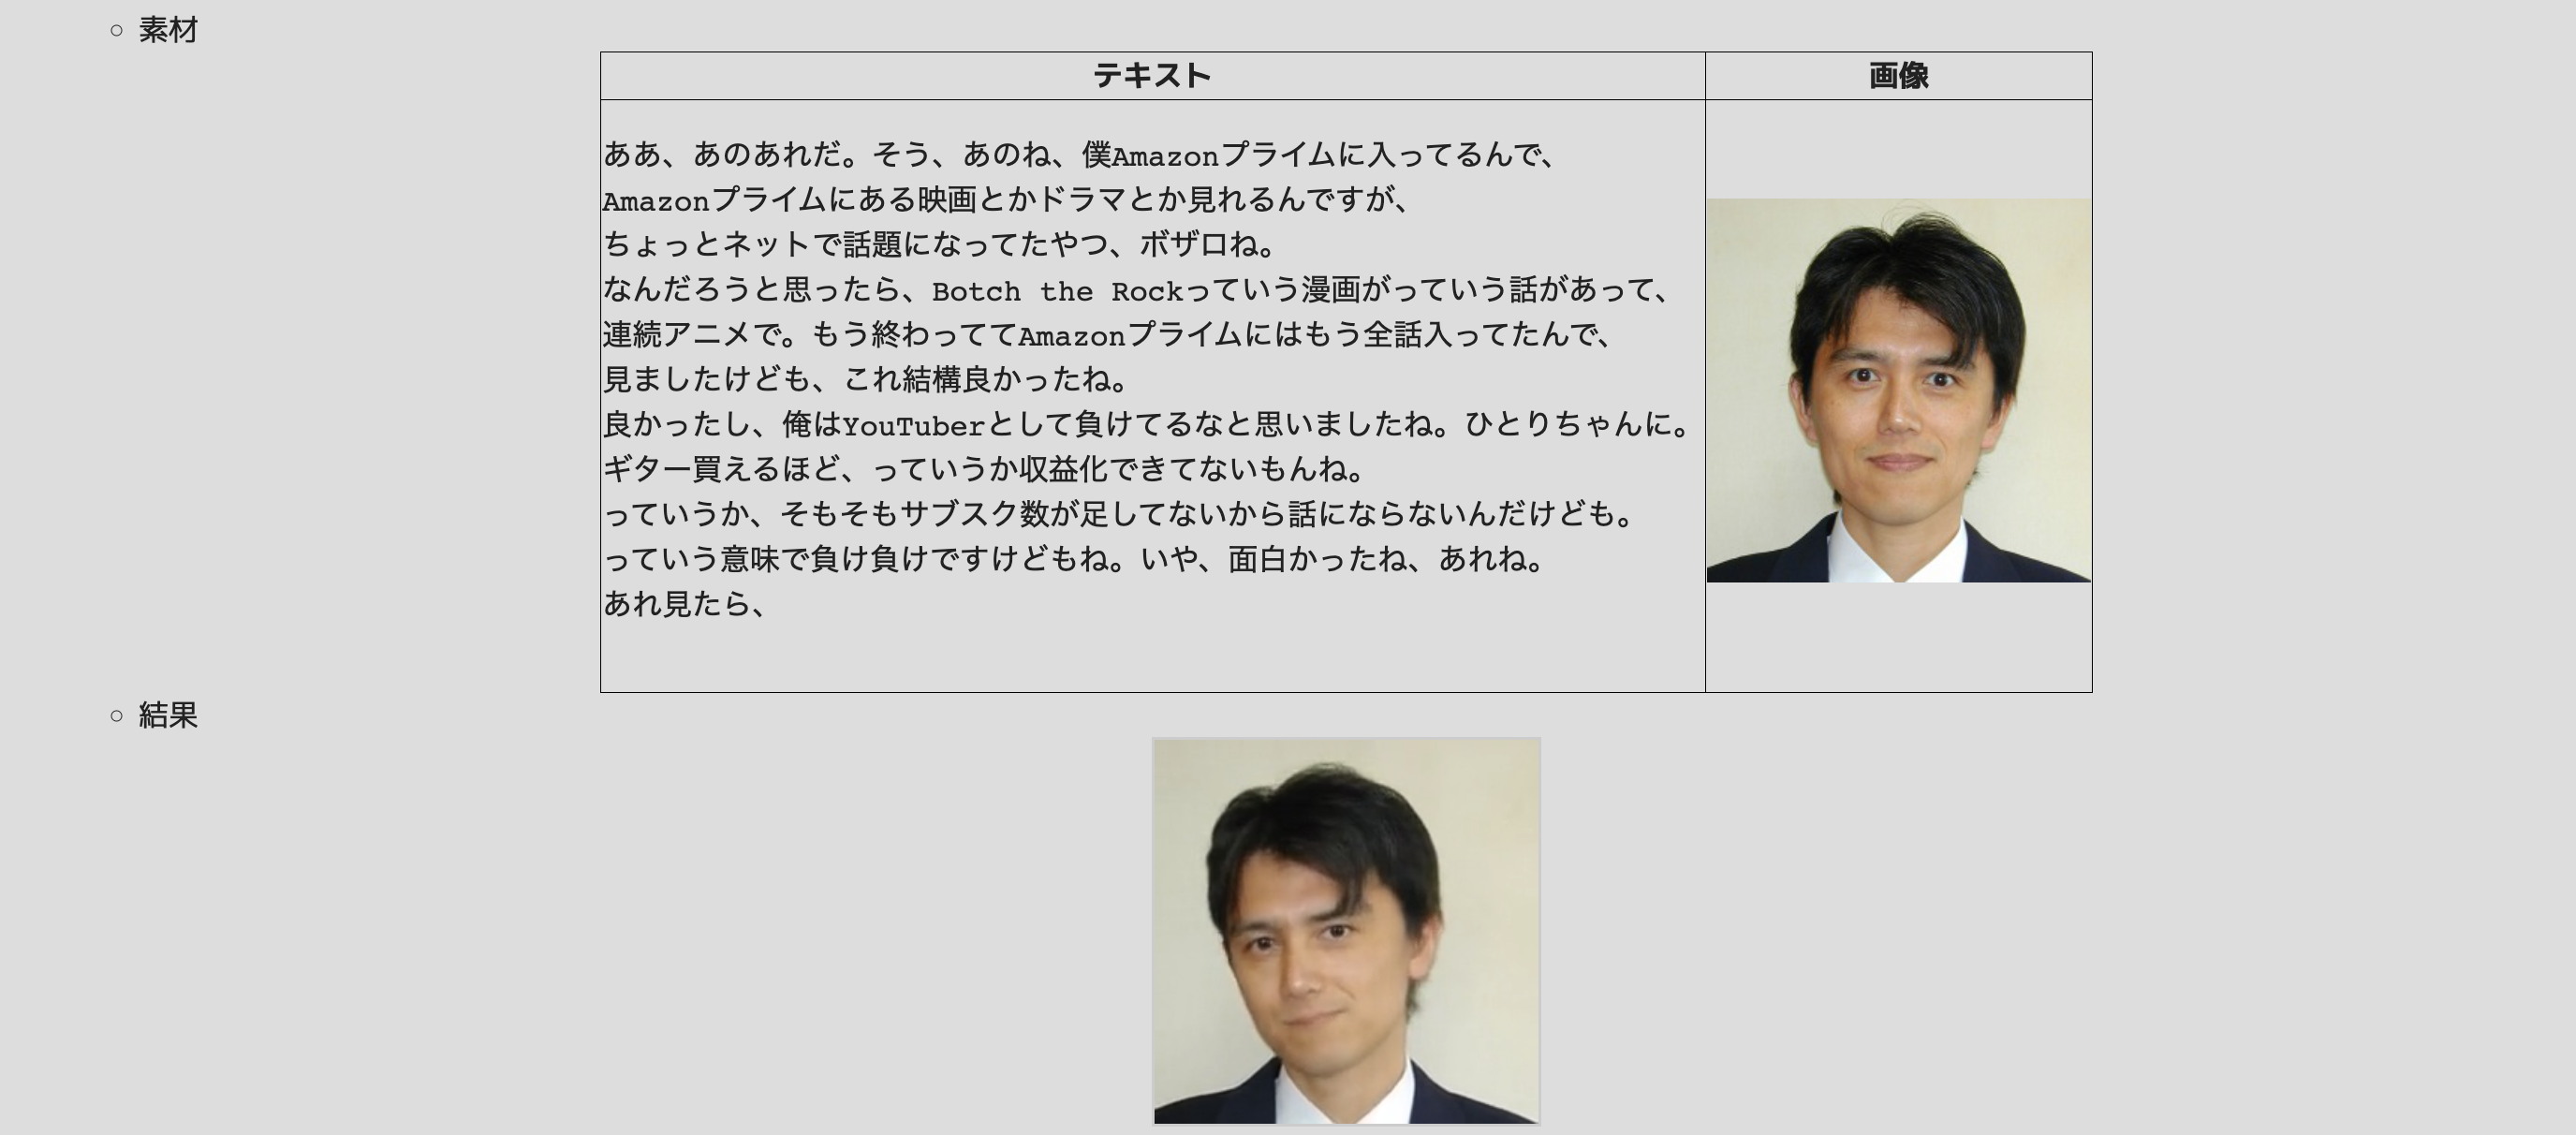 素材
テキスト
画像
ああ、あのあれだ。そう、あのね、僕Amazonプライムに入ってるんで、
Amazonプライムにある映画とかドラマとか見れるんですが、
ちょっとネットで話題になってたやつ、ボザロね。
なんだろうと思ったら、Botch the Rockっていう漫画がっていう話があって、
連続アニメで。もう終わっててAmazonプライムにはもう全話入ってたんで、
見ましたけども、これ結構良かったね。
良かったし、俺はYouTuberとして負けてるなと思いましたね。ひとりちゃんに。
ギター買えるほど、っていうか収益化できてないもんね。
っていうか、そもそもサブスク数が足してないから話にならないんだけども。
っていう意味で負け負けですけどもね。いや、面白かったね、あれね。
あれ見たら、
結果